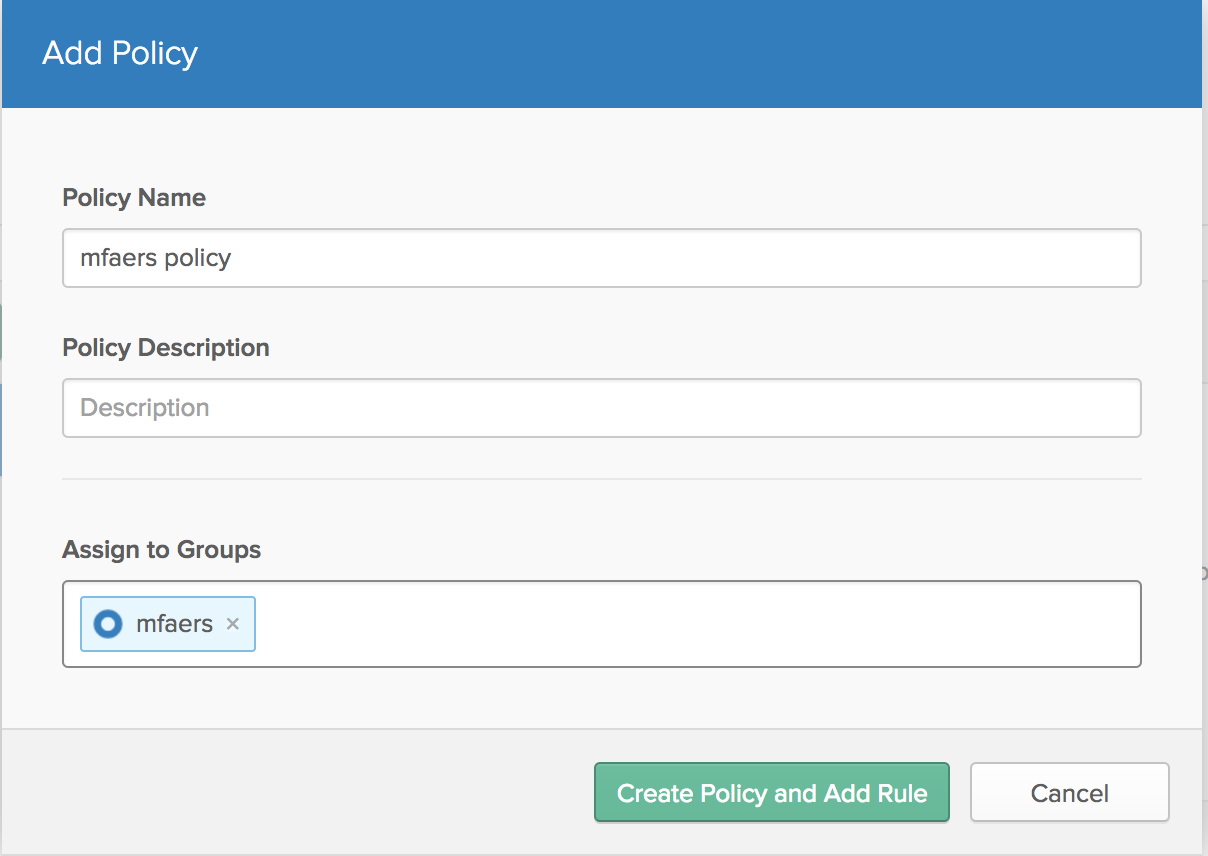 Add Policy
Policy Name
mfaers policy
Policy Description
Description
Assign to Groups
mfaers ×
Create Policy and Add Rule
Cancel